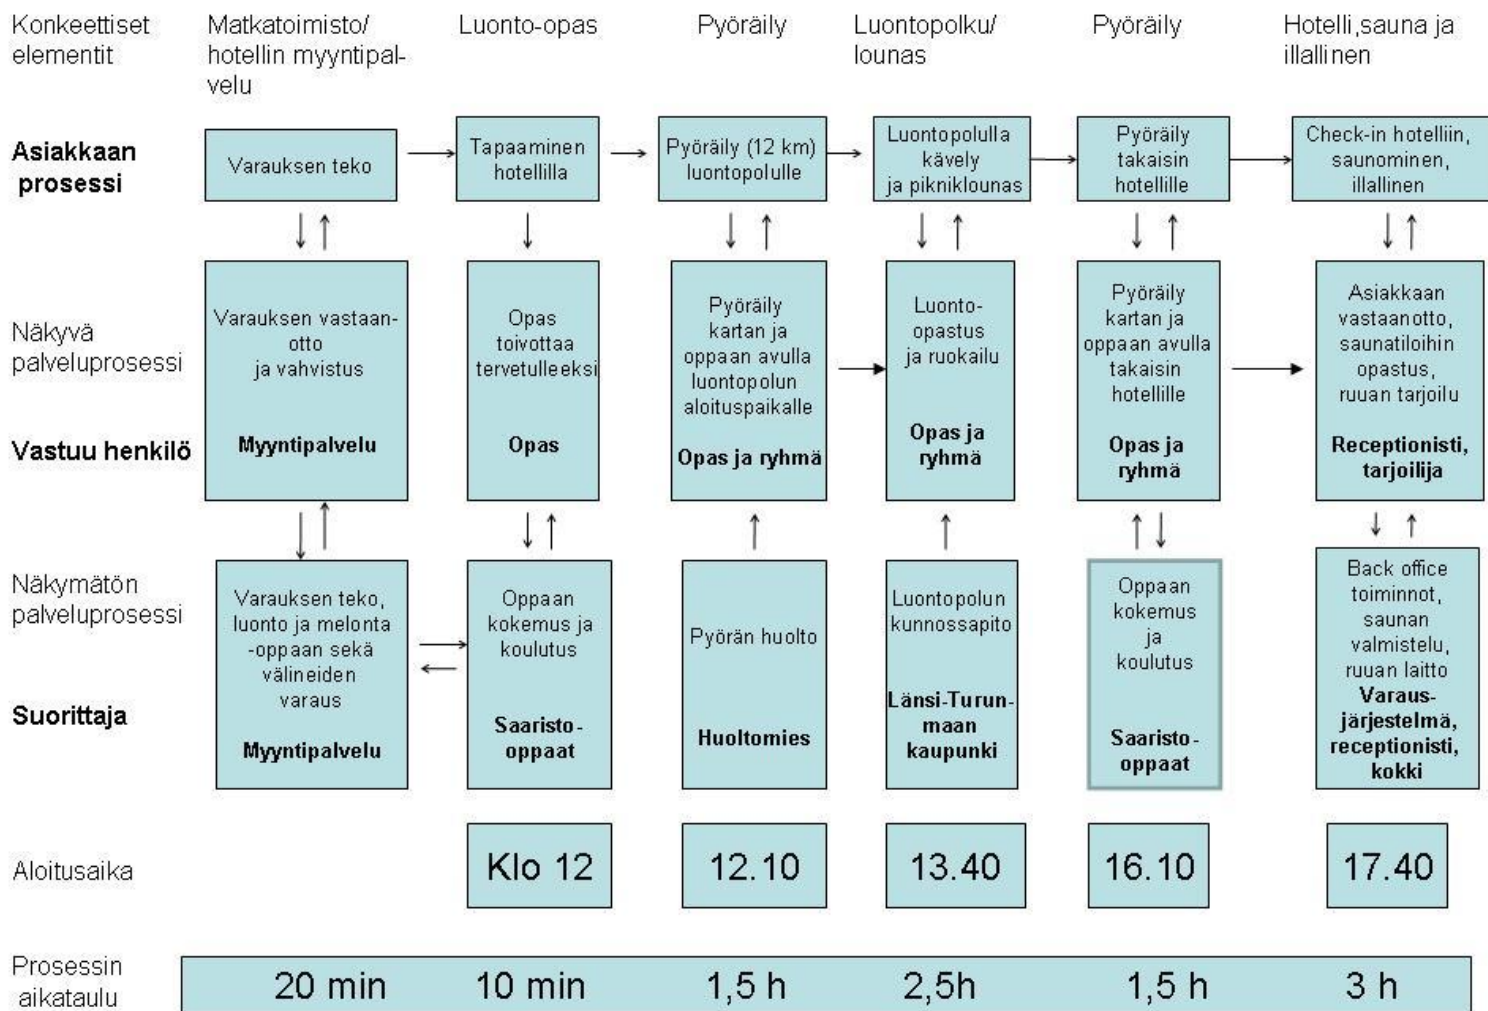 Konkeettiset
elementit
Matkatoimisto/
hotellin myyntipal-
velu
Luonto-opas
Pyöräily
Luontopolku/
lounas
Pyöräily
Hotelli,sauna ja
illallinen
Asiakkaan
prosessi
Varauksen teko
Tapaaminen
hotellilla
Pyöräily (12 km)
luontopolulle
Luontopolulla
kävely
ja pikniklounas
Pyöräily
takaisin
hotellille
Check-in hotelliin,
saunominen,
illallinen
Näkyvä
palveluprosessi
Vastuu henkilö
Varauksen vastaan-
otto
ja vahvistus
Myyntipalvelu
Opas
toivottaa
tervetulleeksi
Opas
Pyöräily
kartan ja
oppaan avulla
luontopolun
aloituspaikalle
Opas ja ryhmä
Luonto-
opastus
ja ruokailu
Opas ja
ryhmä
Pyöräily
kartan ja
oppaan avulla
takaisin
hotellille
Opas ja
ryhmä
Asiakkaan
vastaanotto,
saunatiloihin
opastus,
ruuan tarjoilu
Receptionisti,
tarjoilija
Näkymätön
palveluprosessi
Suorittaja
Varauksen teko,
luonto ja melonta
-oppaan sekä
välineiden
varaus
Myyntipalvelu
Oppaan
kokemus ja
koulutus
Saaristo-
oppaat
Pyörän huolto
Huoltomies
Luontopolun
kunnossapito
Länsi-Turun-
maan
kaupunki
Oppaan
kokemus
ja
koulutus
Saaristo-
oppaat
Back office
toiminnot,
saunan
valmistelu,
ruuan laitto
Varaus-
järjestelmä,
receptionisti,
kokki
Aloitusaika
Klo 12
12.10
13.40
16.10
17.40
Prosessin
aikataulu
20 min
10 min
1,5 h
2,5h
1,5 h
3 h